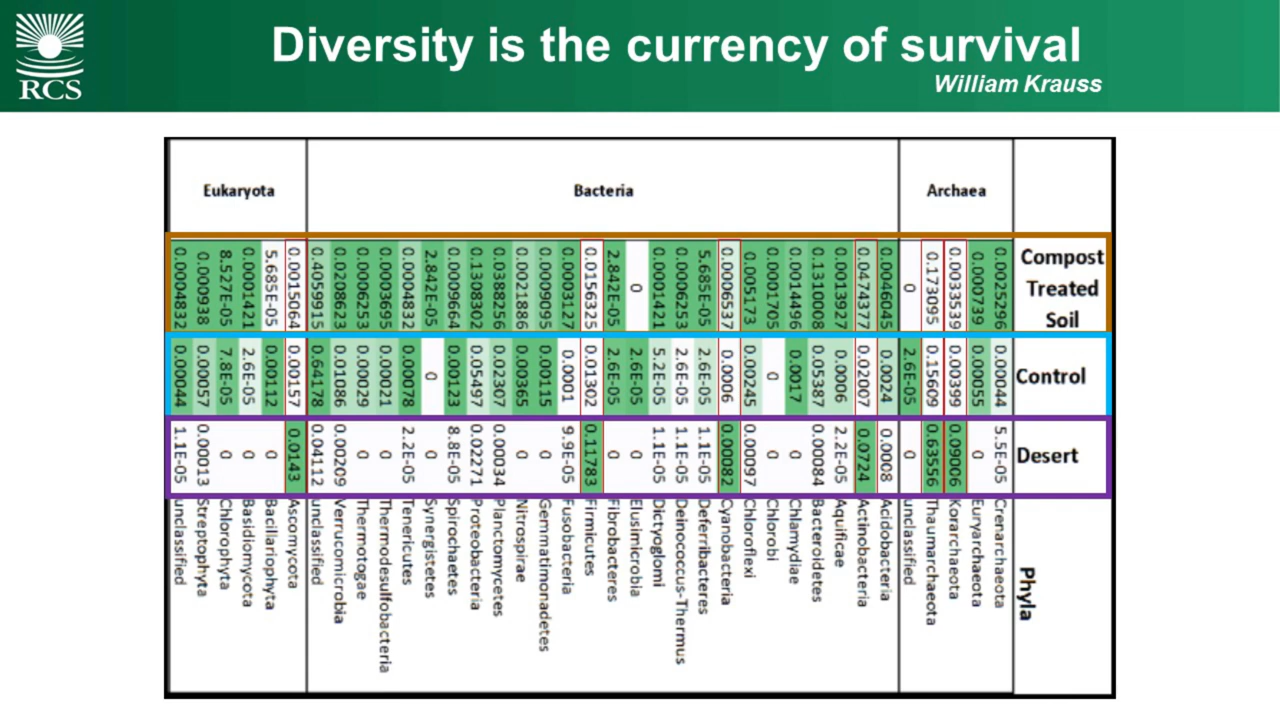 Diversity is the currency of survival
William Krauss
RCS
Eukaryota Bacteria Archaea
Compost Treated Soil
0.0004832 0.000938 8.527E-05 0.0001421 5.685E-05 0.0015064 0.4059915 0.0208623 0.0006253 0.0003695 0.0004832 2.842E-05 0.0009664 0.1308302 0.0388256 0.0021886 0.0009095 0.0003127 0.0156325 2.842E-05 0 0.0001421 0.0006253 5.685E-05 0.0006537 0.005173 0.0001705 0.0014496 0.1310008 0.0013927 0.0474377 0.0046045 0 0.1730955 0.0033539 0.000739 0.0025296
Control
0.00044 0.00057 7.8E-05 2.6E-05 0.00112 0.00157 0.64178 0.01086 0.00029 0.00021 0.00078 0 0.00123 0.05497 0.02307 0.00365 0.00115 0.0001 0.01302 2.6E-05 2.6E-05 5.2E-05 2.6E-05 2.6E-05 0.0006 0.00245 0 0.0017 0.05387 0.0006 0.02007 0.0024 2.6E-05 0.15609 0.00399 0.00055 0.00044
Desert
1.1E-05 0.00013 0 0 0 0.0143 0.04112 0.00209 0 0 2.2E-05 0 8.8E-05 0.02271 0.00034 0 0 9.9E-05 0.11783 0 0 1.1E-05 1.1E-05 1.1E-05 0.00082 0.00097 0 0 0.00084 2.2E-05 0.0724 0.0008 0 0.63556 0.09006 0 5.5E-05
Phyla
unclassified Streptophyta Chlorophyta Basidiomycota Bacillariophyta Ascomycota unclassified Verrucomicrobia Thermotogae Thermodesulfobacteria Tenericutes Synergistetes Spirochaetes Proteobacteria Planctomycetes Nitrospirae Gemmatimonadetes Fusobacteria Firmicutes Fibrobacteres Elusimicrobia Dictyoglomi Deinococcus-Thermus Deferribacteres Cyanobacteria Chloroflexi Chlorobi Chlamydiae Bacteroidetes Aquificae Actinobacteria Acidobacteria unclassified Thaumarchaeota Korarchaeota Euryarchaeota Crenarchaeota